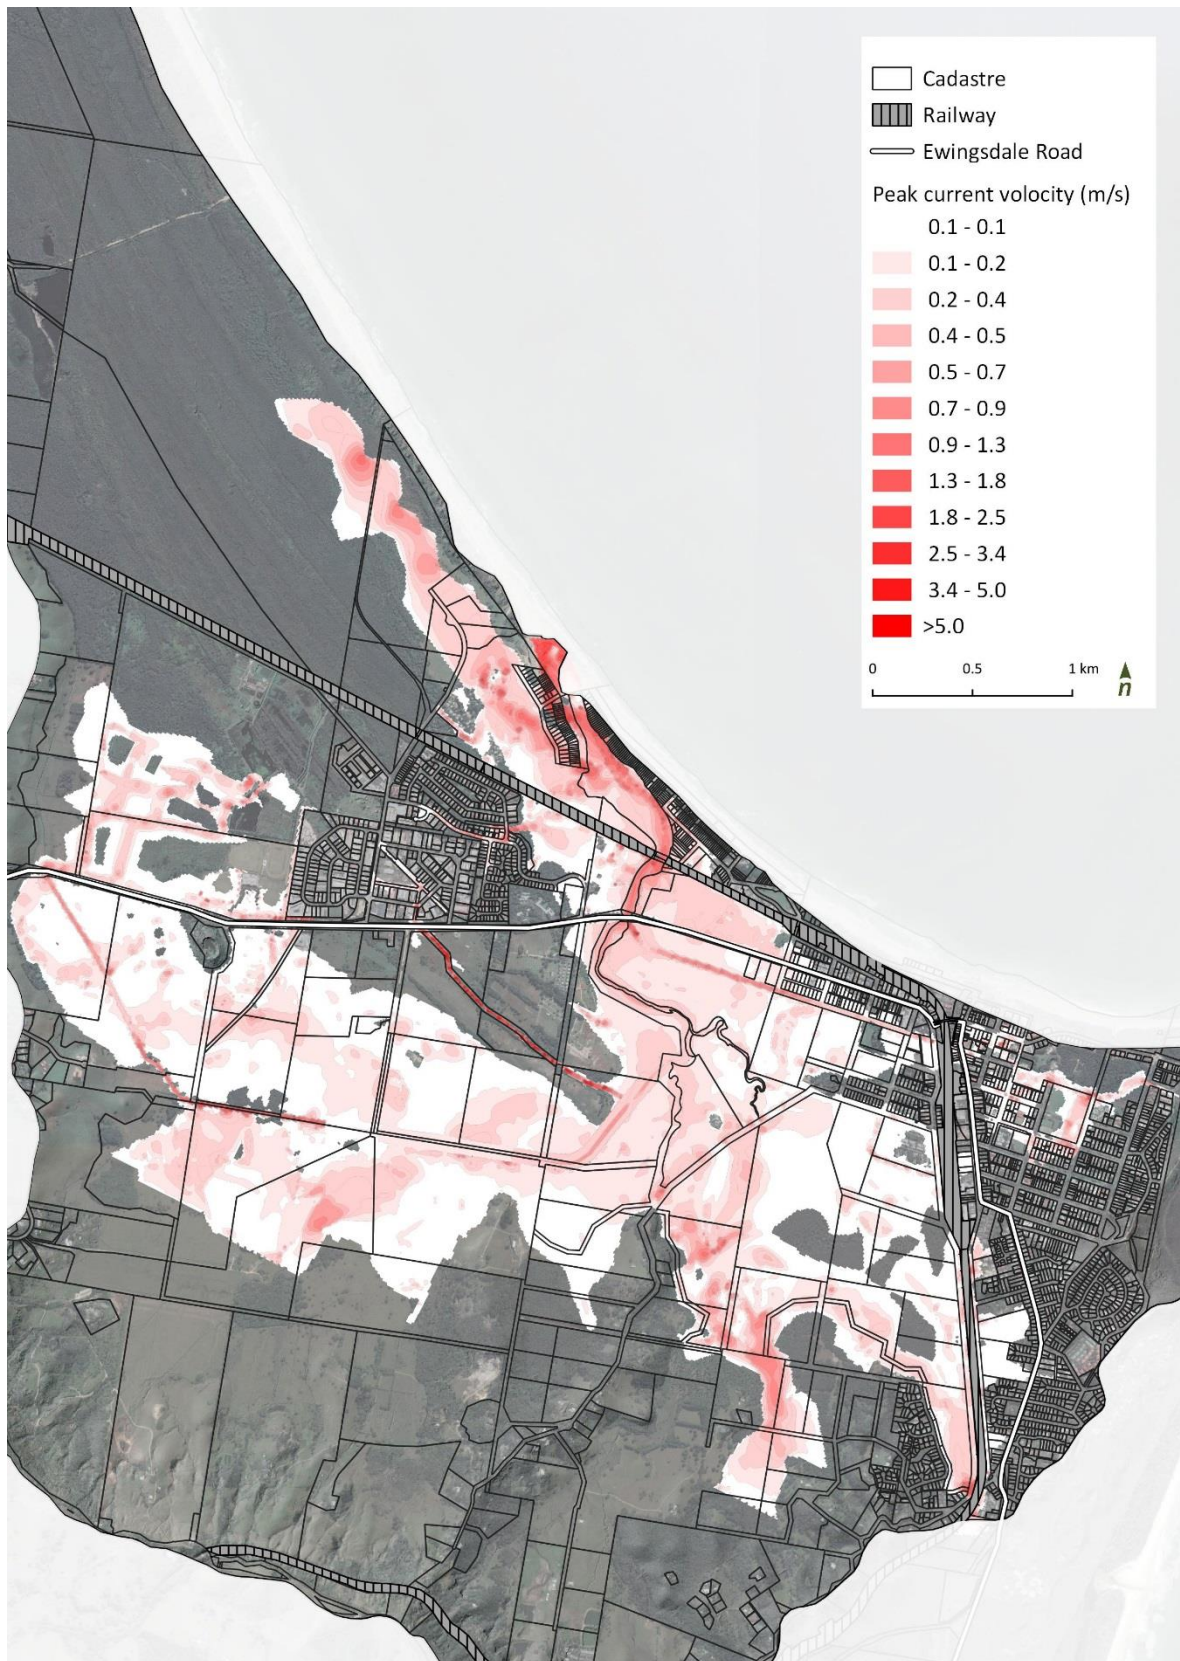 Cadastre
Railway
Ewingsdale Road
Peak current volocity (m/s)
0.1 - 0.1
0.1 - 0.2
0.2 - 0.4
0.4 - 0.5
0.5 - 0.7
0.7 - 0.9
0.9 - 1.3
1.3 - 1.8
1.8 - 2.5
2.5 - 3.4
3.4 - 5.0
>5.0
0 0.5 1 km
n